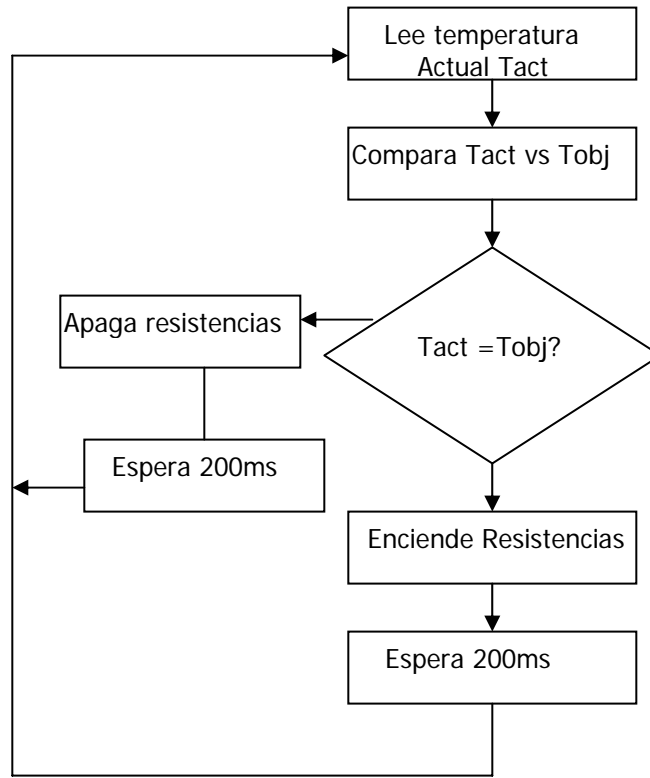 Lee temperatura
Actual Tact
Compara Tact vs Tobj
Tact =Tobj?
Apaga resistencias
Espera 200ms
Enciende Resistencias
Espera 200ms